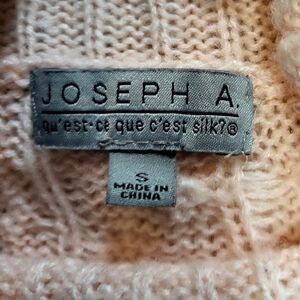 JOSEPH A.
qu'est-ce que c'est silk?®
S
MADE IN
CHINA